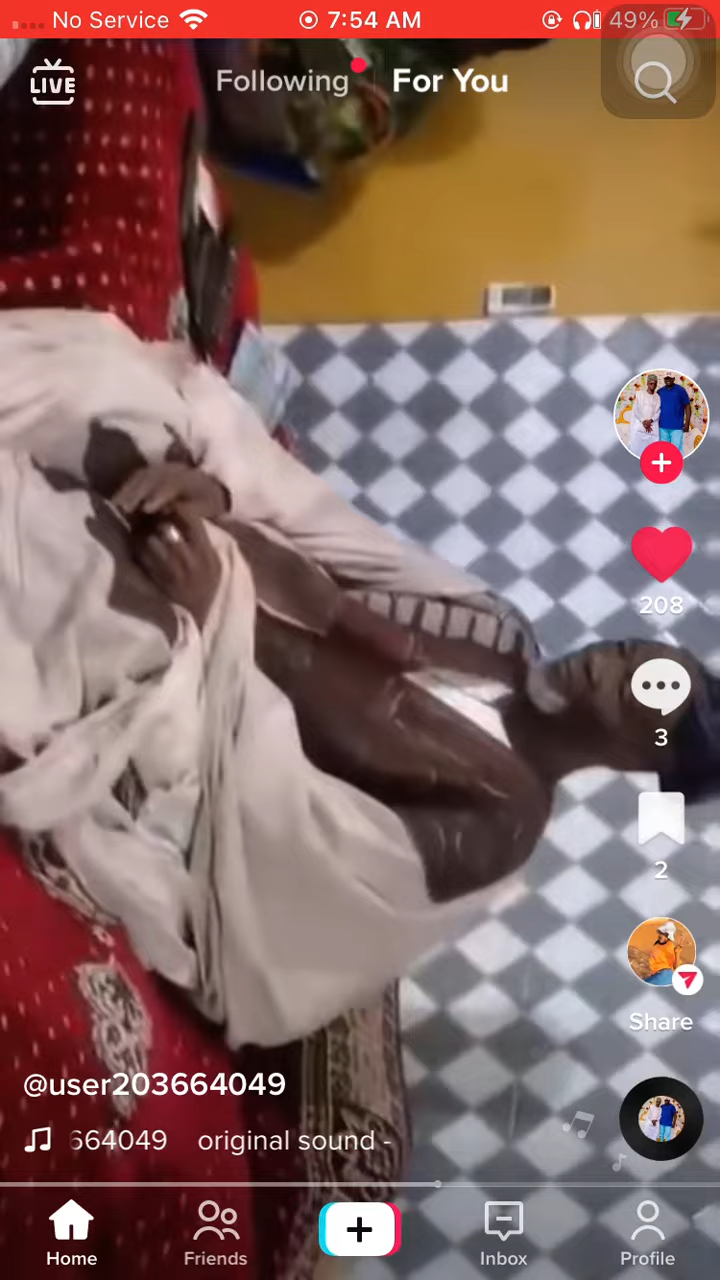 No Service 7:54 AM 49%
LIVE Following For You
208
3
2
Share
@user203664049
664049 original sound -
Home Friends Inbox Profile